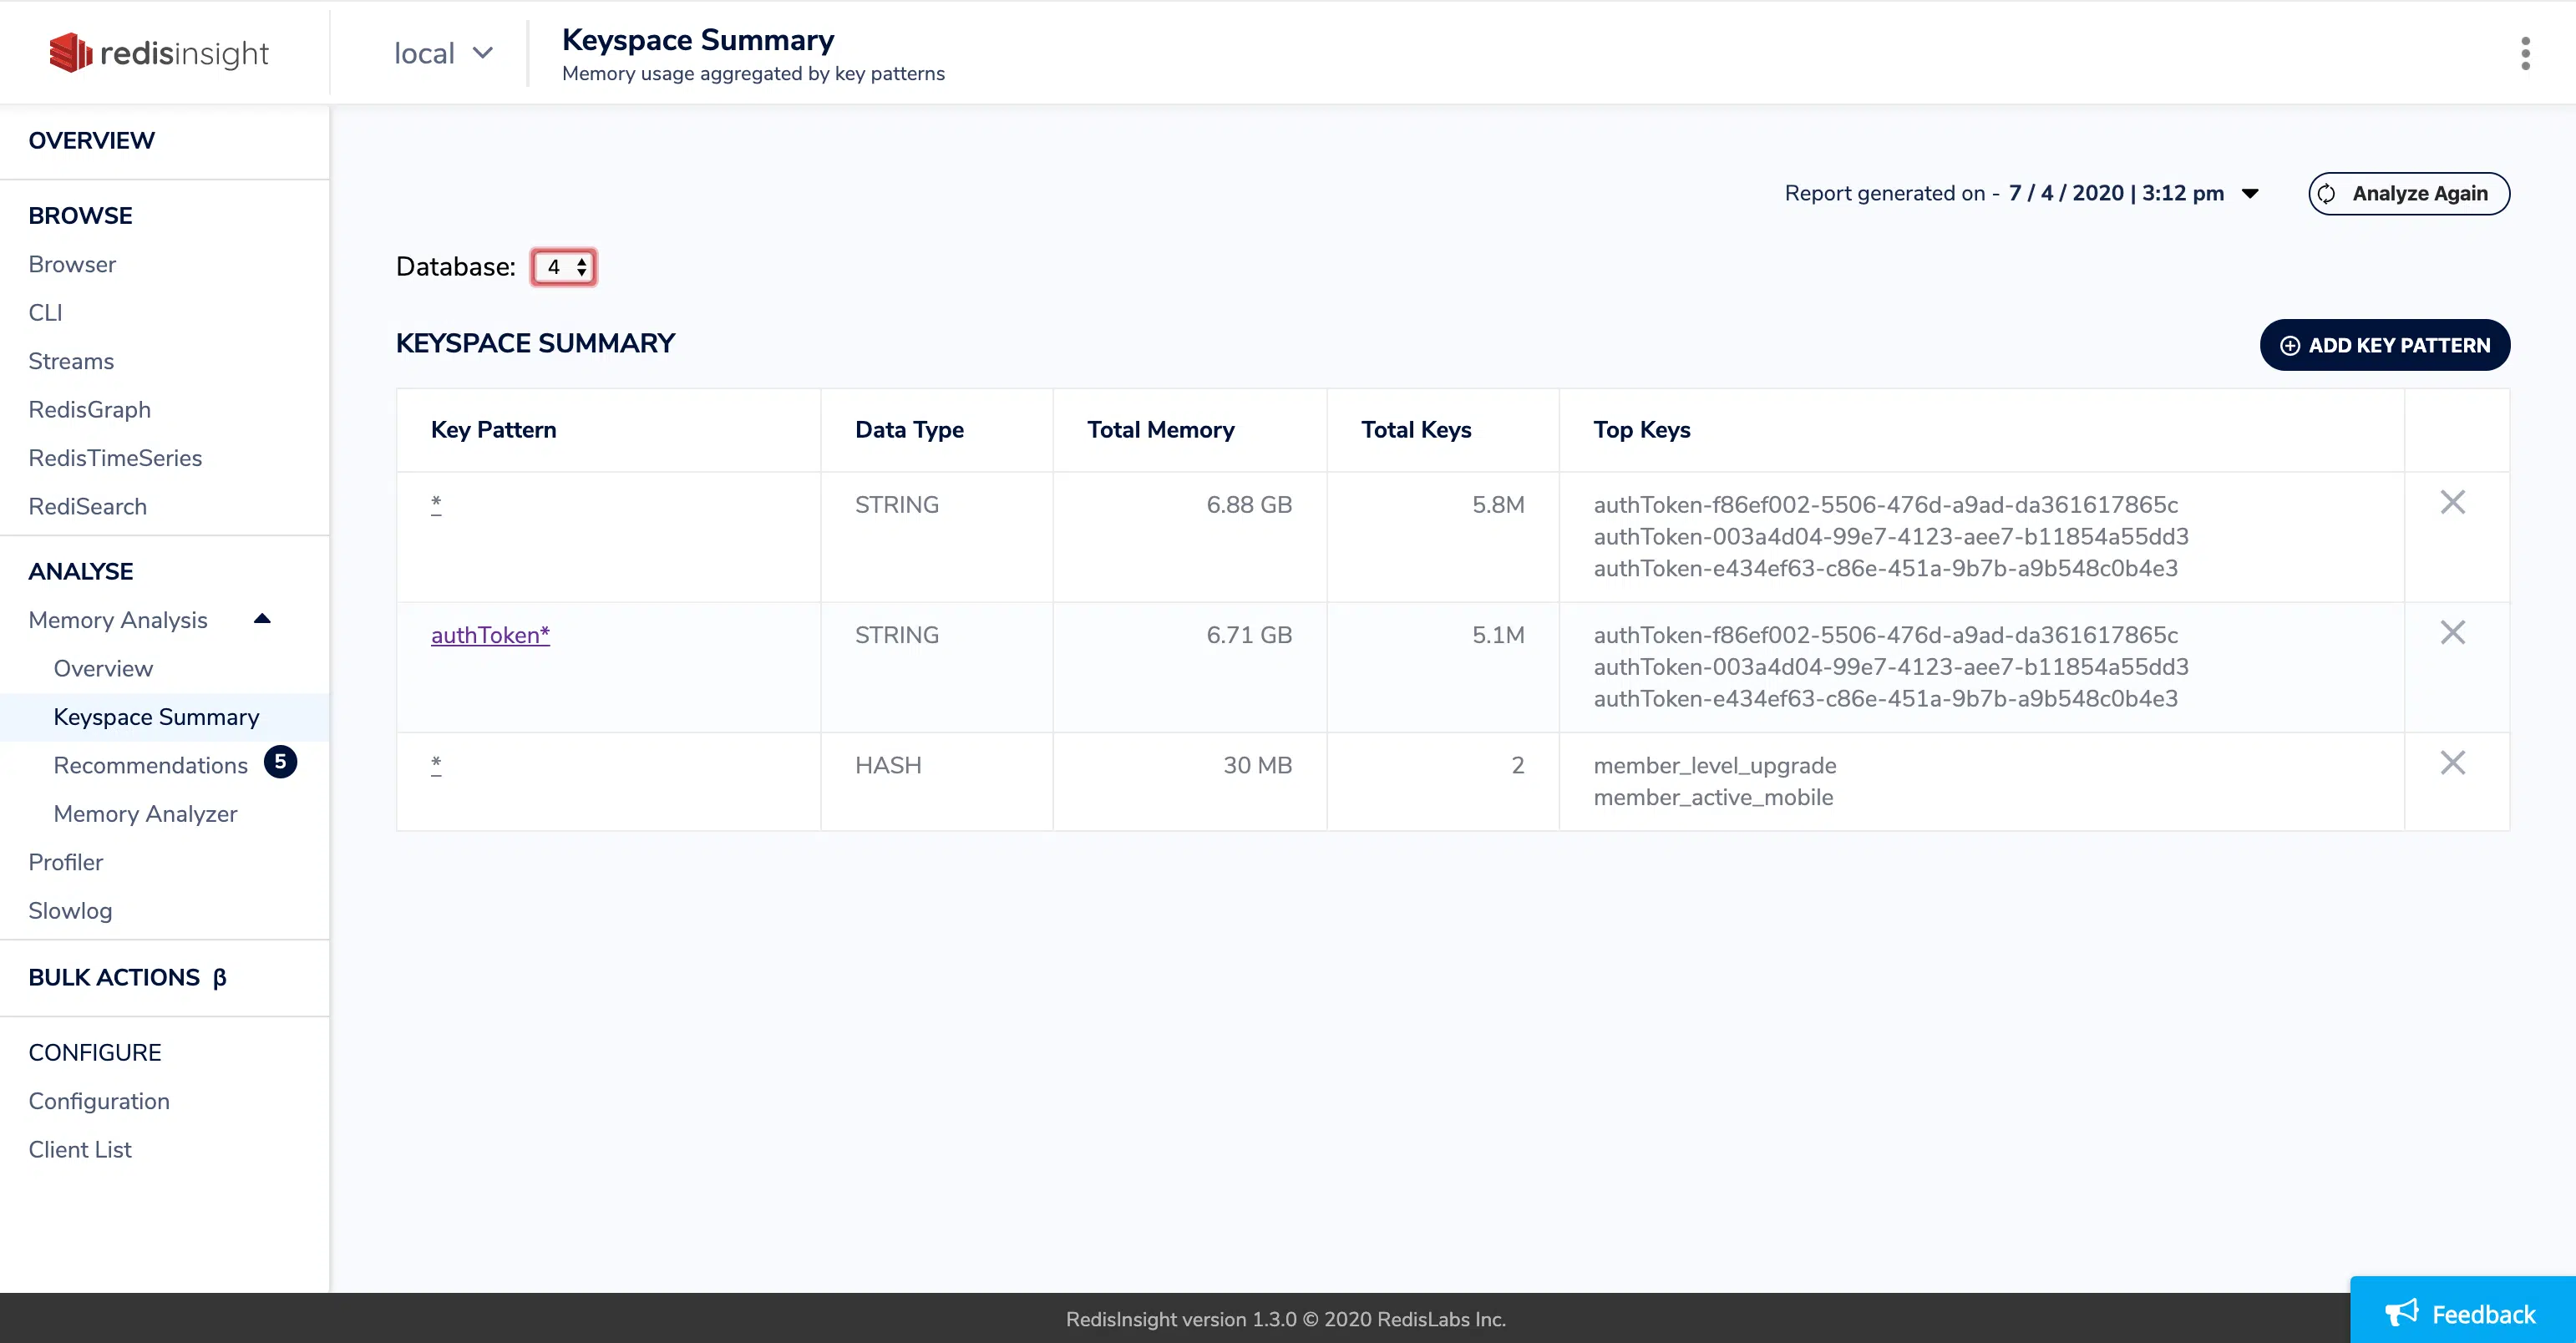 redisinsight
local
Keyspace Summary
Memory usage aggregated by key patterns
OVERVIEW
BROWSE
Browser
CLI
Streams
RedisGraph
RedisTimeSeries
RediSearch
ANALYSE
Memory Analysis
Overview
Keyspace Summary
Recommendations 5
Memory Analyzer
Profiler
Slowlog
BULK ACTIONS β
CONFIGURE
Configuration
Client List
Report generated on - 7 / 4 / 2020 | 3:12 pm
Analyze Again
Database: 4
KEYSPACE SUMMARY
ADD KEY PATTERN
Key Pattern Data Type Total Memory Total Keys Top Keys
* STRING 6.88 GB 5.8M authToken-f86ef002-5506-476d-a9ad-da361617865c
authToken-003a4d04-99e7-4123-aee7-b11854a55dd3
authToken-e434ef63-c86e-451a-9b7b-a9b548c0b4e3
authToken* STRING 6.71 GB 5.1M authToken-f86ef002-5506-476d-a9ad-da361617865c
authToken-003a4d04-99e7-4123-aee7-b11854a55dd3
authToken-e434ef63-c86e-451a-9b7b-a9b548c0b4e3
* HASH 30 MB 2 member_level_upgrade
member_active_mobile
RedisInsight version 1.3.0 © 2020 RedisLabs Inc.
Feedback